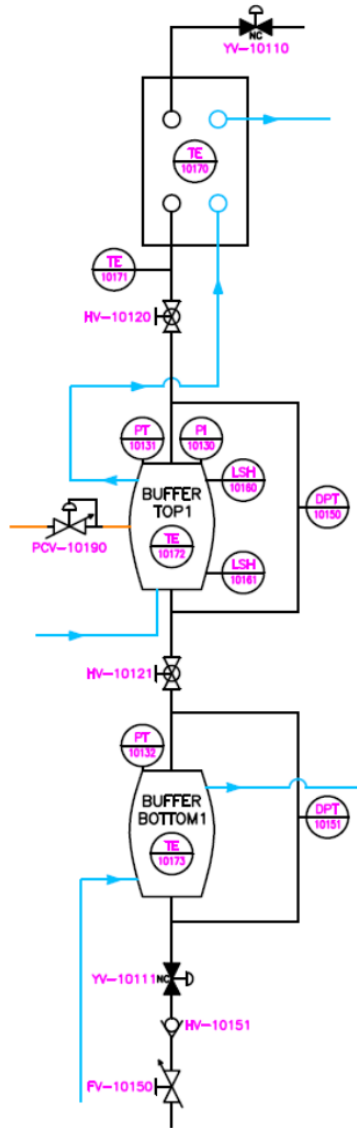 NC
YV-10110
TE
10170
TE
10171
HV-10120
PT
10131
PI
10130
LSH
10160
BUFFER
TOP1
DPT
10150
TE
10172
PCV-10190
LSH
10161
HV-10121
PT
10132
BUFFER
BOTTOM1
DPT
10151
TE
10173
YV-10111
NC
HV-10151
FV-10150